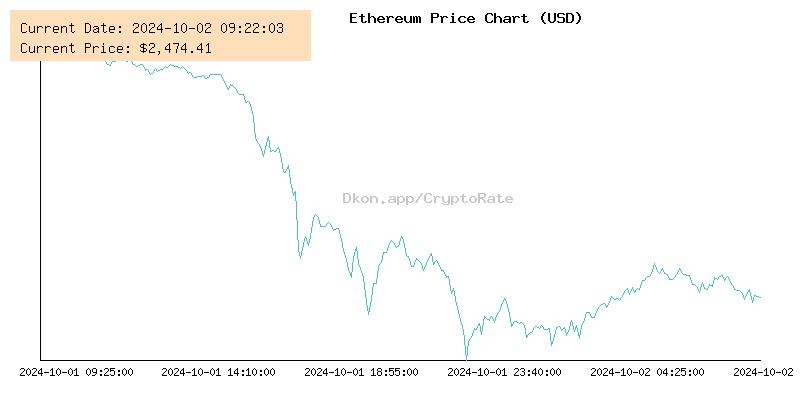 Ethereum Price Chart (USD)
Current Date: 2024-10-02 09:22:03
Current Price: $2,474.41
Dkon.app/CryptoRate
2024-10-01 09:25:00 2024-10-01 14:10:00 2024-10-01 18:55:00 2024-10-01 23:40:00 2024-10-02 04:25:00 2024-10-02